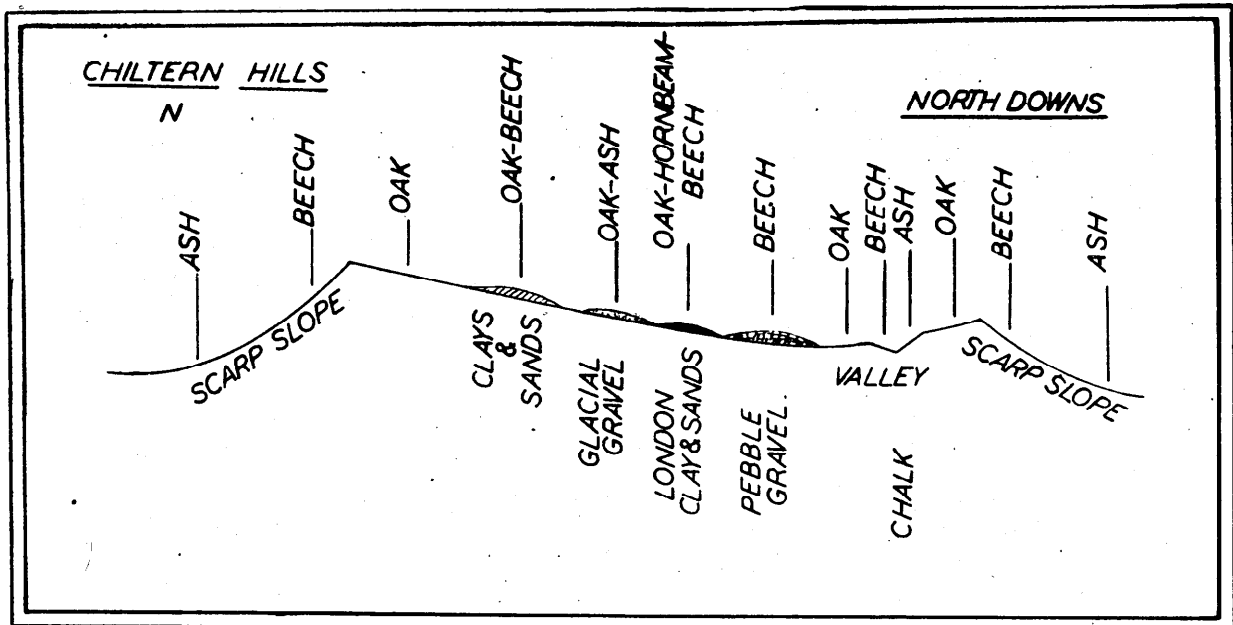 CHILTERN HILLS
N
NORTH DOWNS
ASH
BEECH
OAK
OAK-BEECH
OAK-ASH
OAK-HORNBEAM-
BEECH
BEECH
OAK
BEECH
ASH
OAK
BEECH
ASH
SCARP SLOPE
CLAYS
&
SANDS
GLACIAL
GRAVEL
LONDON
CLAY & SANDS
PEBBLE
GRAVEL.
VALLEY
CHALK
SCARP SLOPE